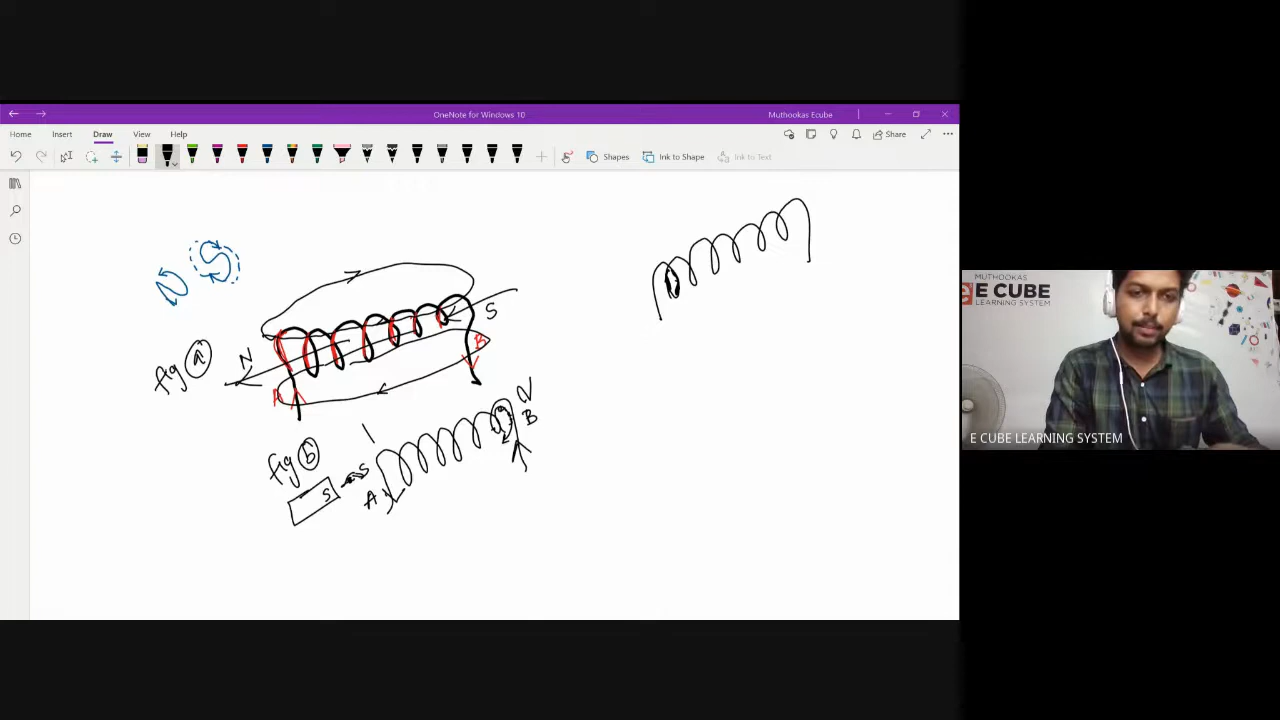 OneNote for Windows 10
Muthookas Ecube
Home Insert Draw View Help
Share
Shapes
Ink to Shape
Ink to Text
N S
S
N
B
fig a
A
N
B
fig b
S
S
A
MUTHOOKAS
E CUBE
LEARNING SYSTEM
E CUBE LEARNING SYSTEM